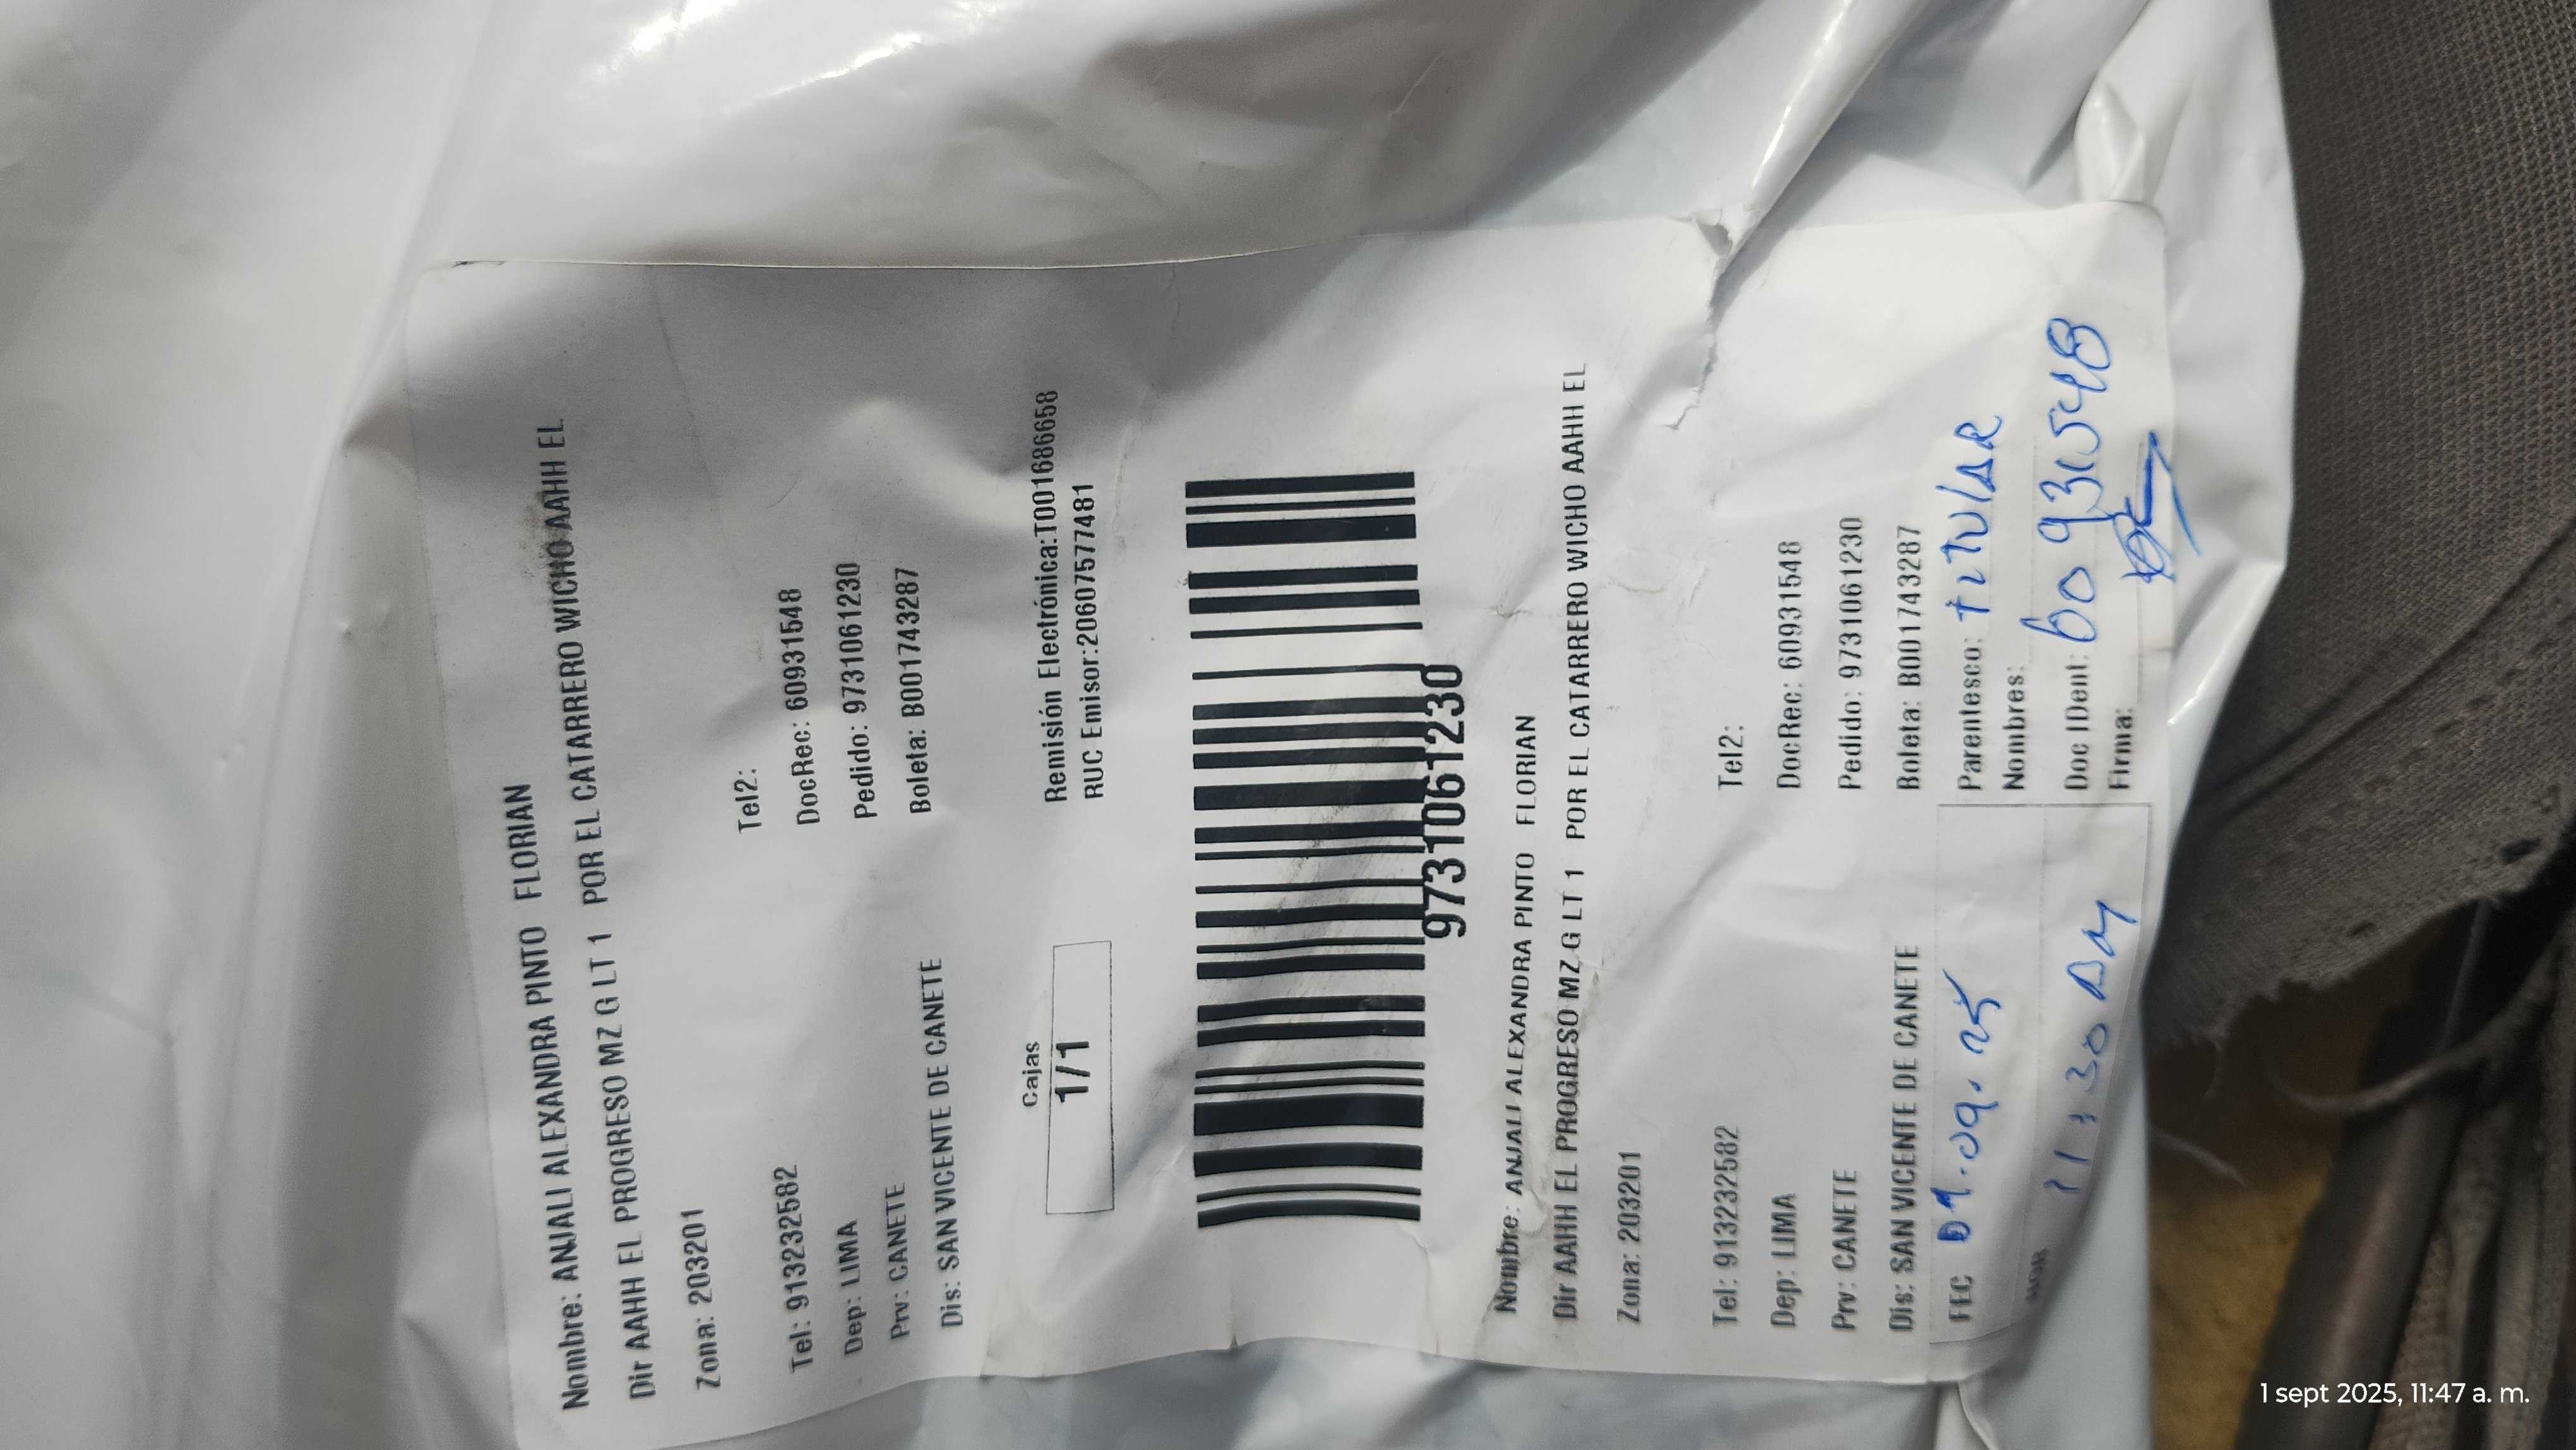 Nombre: ANJALI ALEXANDRA PINTO FLORIAN
Dir AAHH EL PROGRESO MZ G LT 1 POR EL CATARRERO WICHO AAHH EL
Zona: 203201
Tel: 913232582 Tel2:
Dep: LIMA DocRec: 60931548
Prv: CANETE Pedido: 9731061230
Dis: SAN VICENTE DE CANETE Boleta: B001743287
Cajas
1/1
Remisión Electrónica:T001686658
RUC Emisor:20607577481
9731061230
Nombre: ANJALI ALEXANDRA PINTO FLORIAN
Dir AAHH EL PROGRESO MZ G LT 1 POR EL CATARRERO WICHO AAHH EL
Zona: 203201
Tel: 913232582 Tel2:
Dep: LIMA DocRec: 60931548
Prv: CANETE Pedido: 9731061230
Dis: SAN VICENTE DE CANETE Boleta: B001743287
FEC 01.09.25 Parentesco: TITULAR
Nombres:
HOR 11:30 AM Doc IDent: 60931548
Firma:
1 sept 2025, 11:47 a. m.